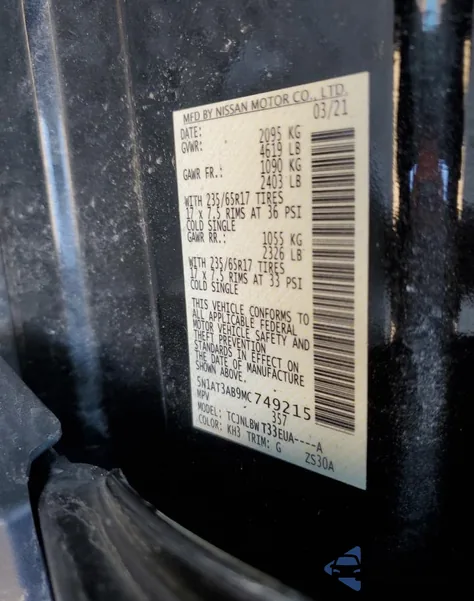 MFD BY NISSAN MOTOR CO., LTD.
DATE: 03/21
GVWR: 2095 KG
4619 LB
GAWR FR.: 1090 KG
2403 LB
WITH 235/65R17 TIRES
17 x 7.5 RIMS AT 36 PSI
COLD SINGLE
GAWR RR.: 1055 KG
2326 LB
WITH 235/65R17 TIRES
17 x 7.5 RIMS AT 33 PSI
COLD SINGLE
THIS VEHICLE CONFORMS TO
ALL APPLICABLE FEDERAL
MOTOR VEHICLE SAFETY AND
THEFT PREVENTION
STANDARDS IN EFFECT ON
THE DATE OF MANUFACTURE
SHOWN ABOVE.
5N1AT3AB9MC749215
MPV 357
MODEL: TCJNLBWT33EUA----A
COLOR: KH3 TRIM: G ZS30A